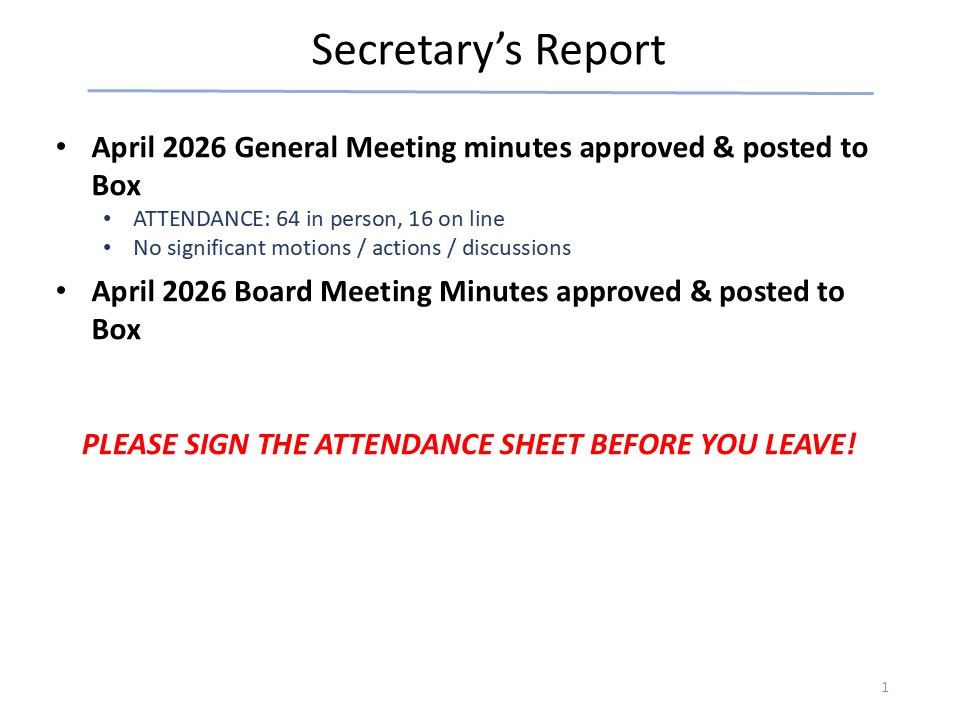 Secretary’s Report
• April 2026 General Meeting minutes approved & posted to
Box
• ATTENDANCE: 64 in person, 16 on line
• No significant motions / actions / discussions
• April 2026 Board Meeting Minutes approved & posted to
Box
PLEASE SIGN THE ATTENDANCE SHEET BEFORE YOU LEAVE!
1